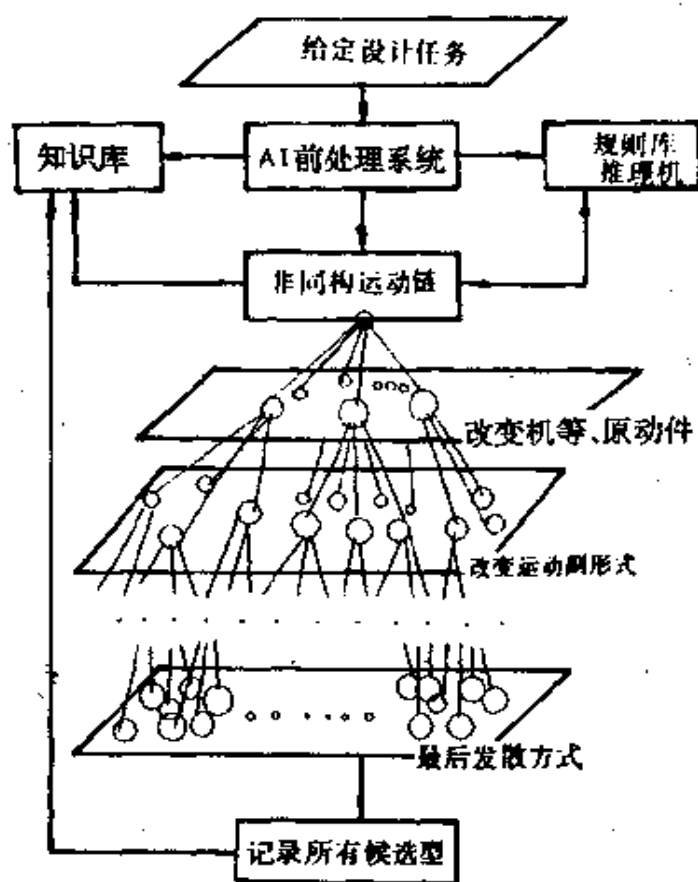 给定设计任务
知识库
AI前处理系统
规则库
推理机
非同构运动链
改变机等、原动件
改变运动副形式
最后发散方式
记录所有候选型